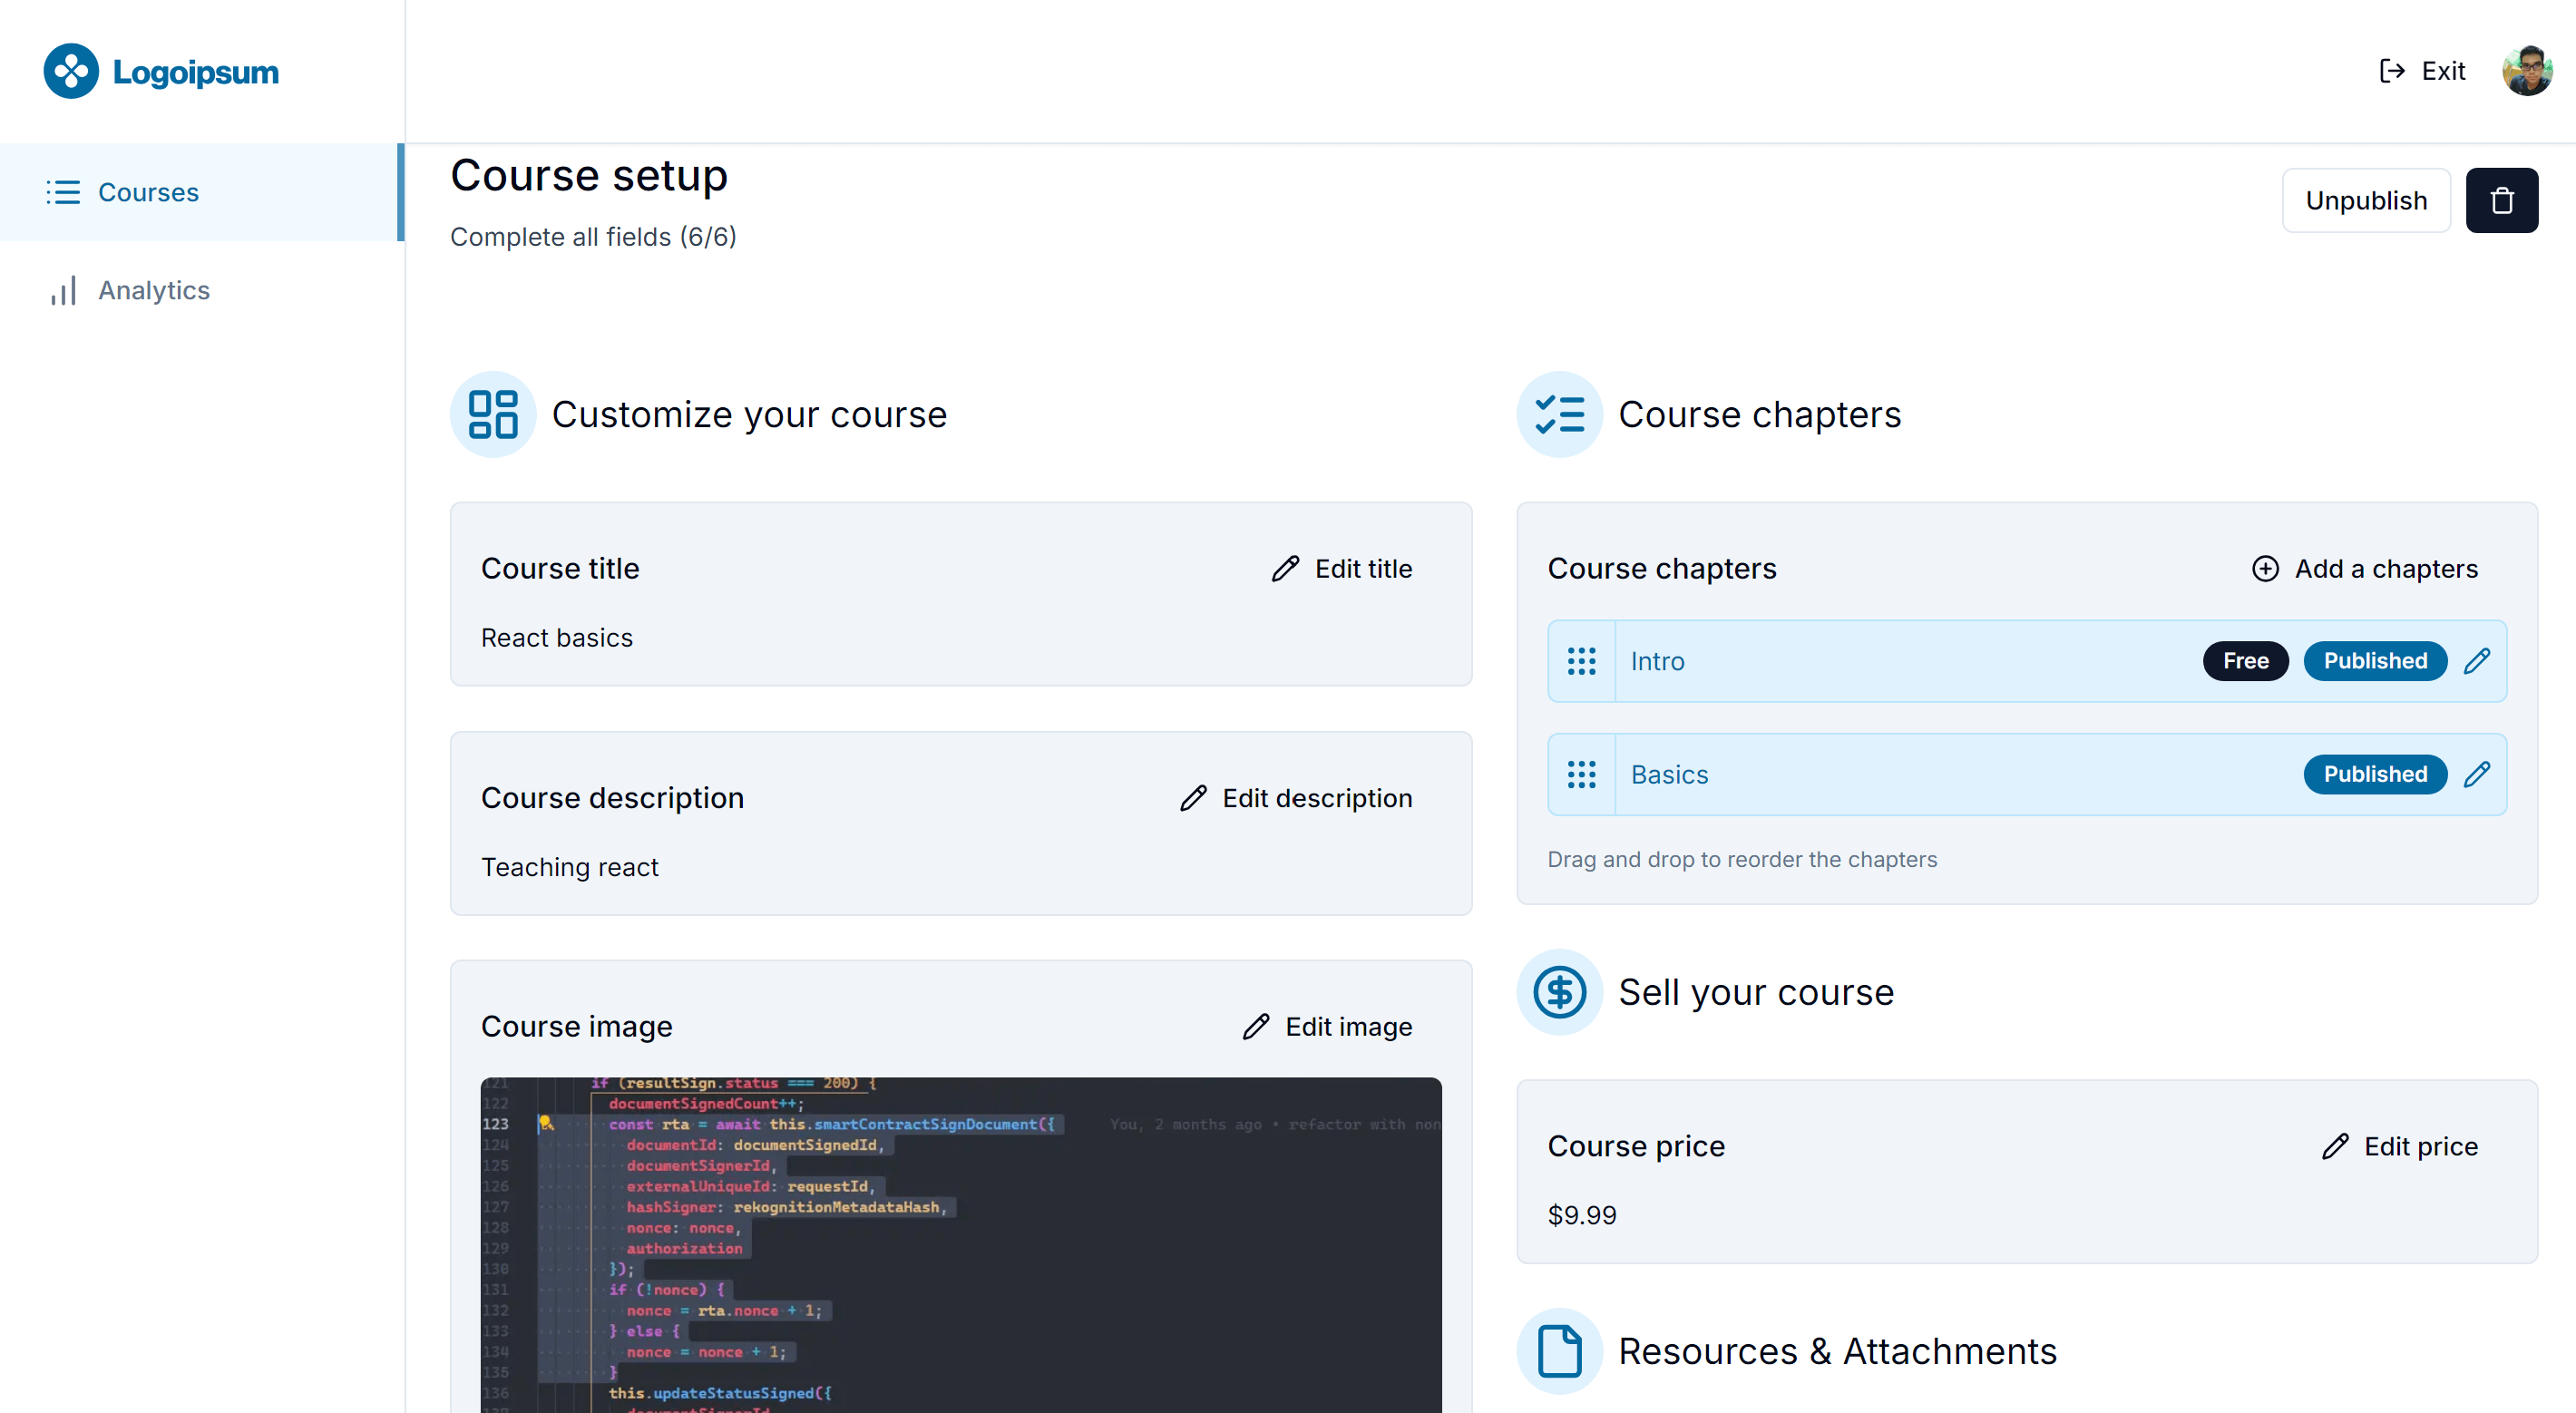 Logoipsum
Exit
Courses
Analytics
Course setup
Complete all fields (6/6)
Unpublish
Customize your course
Course title
Edit title
React basics
Course description
Edit description
Teaching react
Course image
Edit image
121 if (resultSign.status === 200) {
122 documentSignedCount++;
123 const rta = await this.smartContractSignDocument({ You, 2 months ago • refactor with non
124 documentId: documentSignedId,
125 documentSignerId,
126 externalUniqueId: requestId,
127 hashSigner: rekognitionMetadataHash,
128 nonce: nonce,
129 authorization
130 });
131 if (!nonce) {
132 nonce = rta.nonce + 1;
133 } else {
134 nonce = nonce + 1;
135 }
136 this.updateStatusSigned({
137 documentSignerId
Course chapters
Course chapters
Add a chapters
Intro
Free
Published
Basics
Published
Drag and drop to reorder the chapters
Sell your course
Course price
Edit price
$9.99
Resources & Attachments